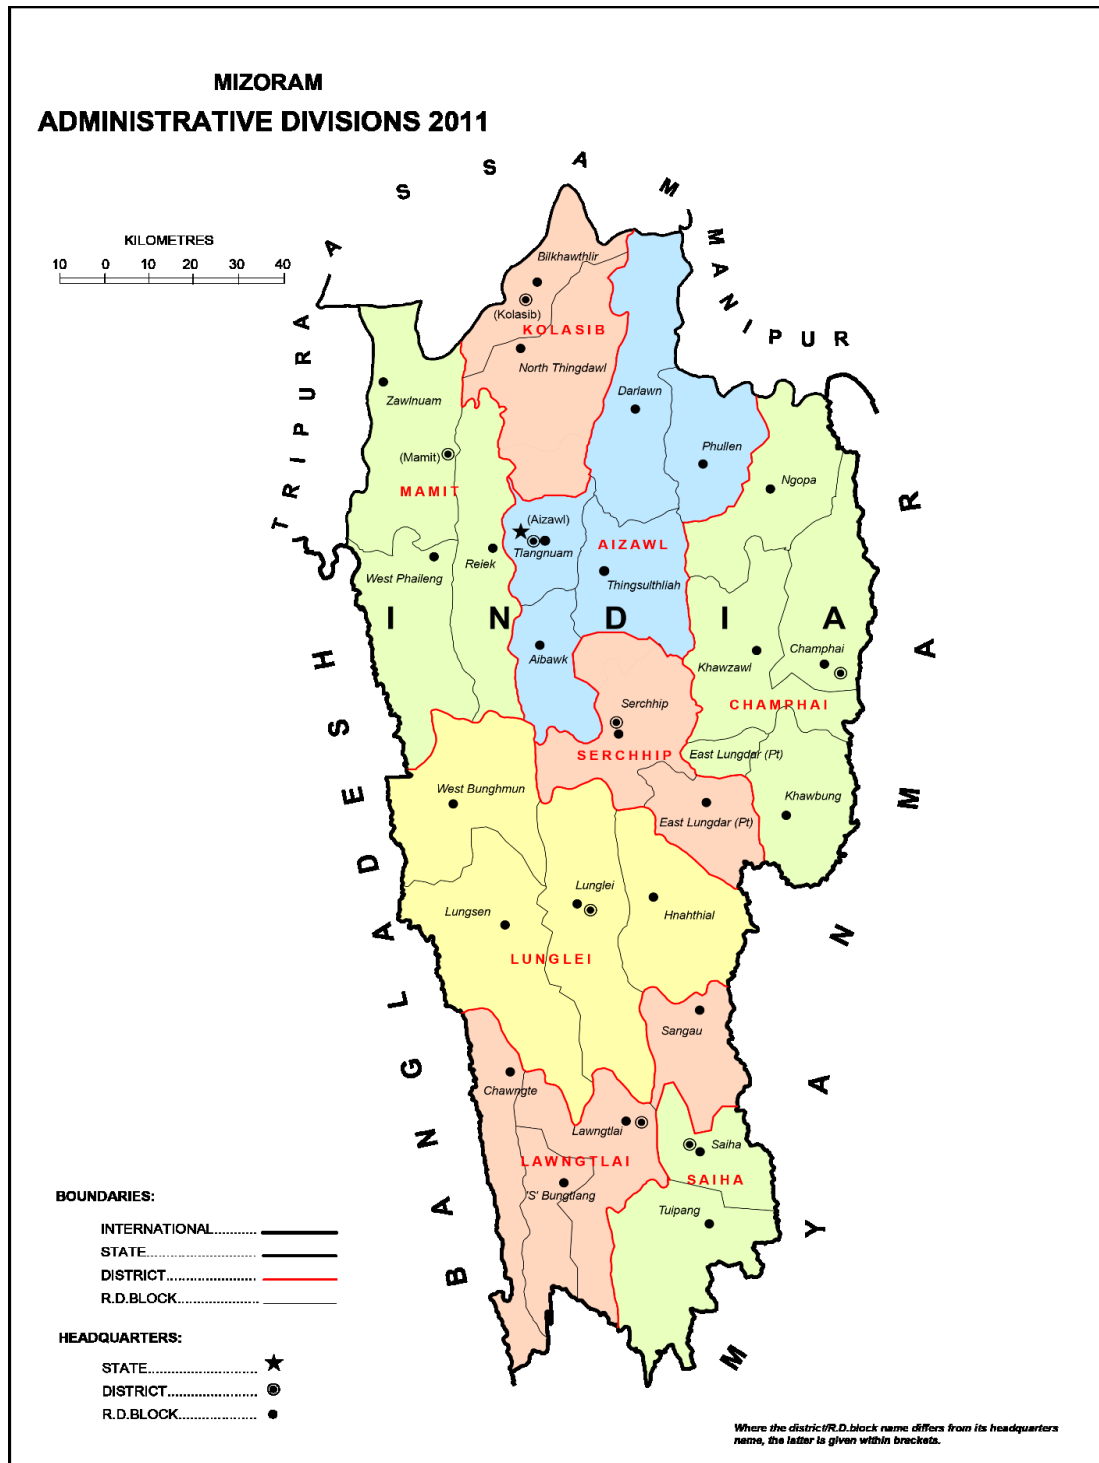 MIZORAM
ADMINISTRATIVE DIVISIONS 2011
ASSAM
MANIPUR
TRIPURA
KILOMETRES
10 0 10 20 30 40
Bilkhawthlir
(Kolasib)
KOLASIB
North Thingdawl
Zawlnuam
Darlawn
Phullen
(Mamit)
MAMIT
Ngopa
(Aizawl)
Tlangnuam
AIZAWL
Reiek
West Phaileng
Thingsulthliah
INDIA
Aibawk
Khawzawl
Champhai
CHAMPHAI
Serchhip
SERCHHIP
East Lungdar (Pt)
West Bunghmun
Khawbung
East Lungdar (Pt)
Lunglei
Lungsen
Hnahthial
LUNGLEI
Sangau
Chawngte
Lawngtlai
LAWNGTLAI
Saiha
SAIHA
'S' Bungtlang
Tuipang
BANGLADESH
MYANMAR
BOUNDARIES:
INTERNATIONAL
STATE
DISTRICT
R.D.BLOCK
HEADQUARTERS:
STATE
DISTRICT
R.D.BLOCK
Where the district/R.D.block name differs from its headquarters
name, the latter is given within brackets.